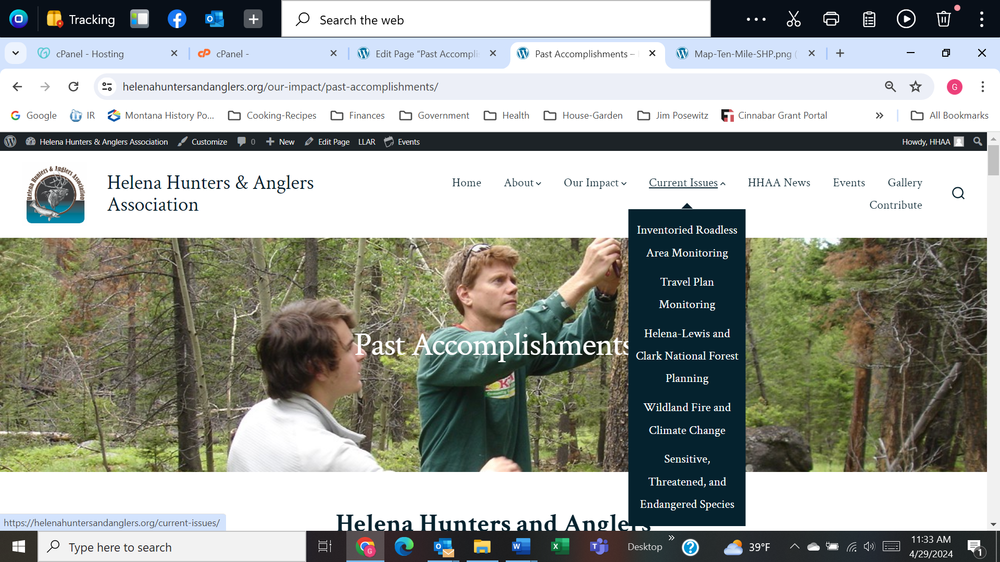 Tracking
Search the web
cPanel - Hosting
cPanel -
Edit Page “Past Accomplis
Past Accomplishments –
Map-Ten-Mile-SHP.png (
helenahuntersandanglers.org/our-impact/past-accomplishments/
G
Google
IR
Montana History Po...
Cooking-Recipes
Finances
Government
Health
House-Garden
Jim Posewitz
Cinnabar Grant Portal
All Bookmarks
Helena Hunters & Anglers Association
Customize
0
New
Edit Page
LLAR
Events
Howdy, HHAA
Helena Hunters & Anglers Association
Helena Hunters & Anglers
Association
Home
About
Our Impact
Current Issues
HHAA News
Events
Gallery
Contribute
Inventoried Roadless
Area Monitoring
Travel Plan
Monitoring
Helena-Lewis and
Clark National Forest
Planning
Wildland Fire and
Climate Change
Sensitive,
Threatened, and
Endangered Species
Past Accomplishments
Helena Hunters and Anglers
https://helenahuntersandanglers.org/current-issues/
Type here to search
Desktop
39°F
11:33 AM
4/29/2024
1